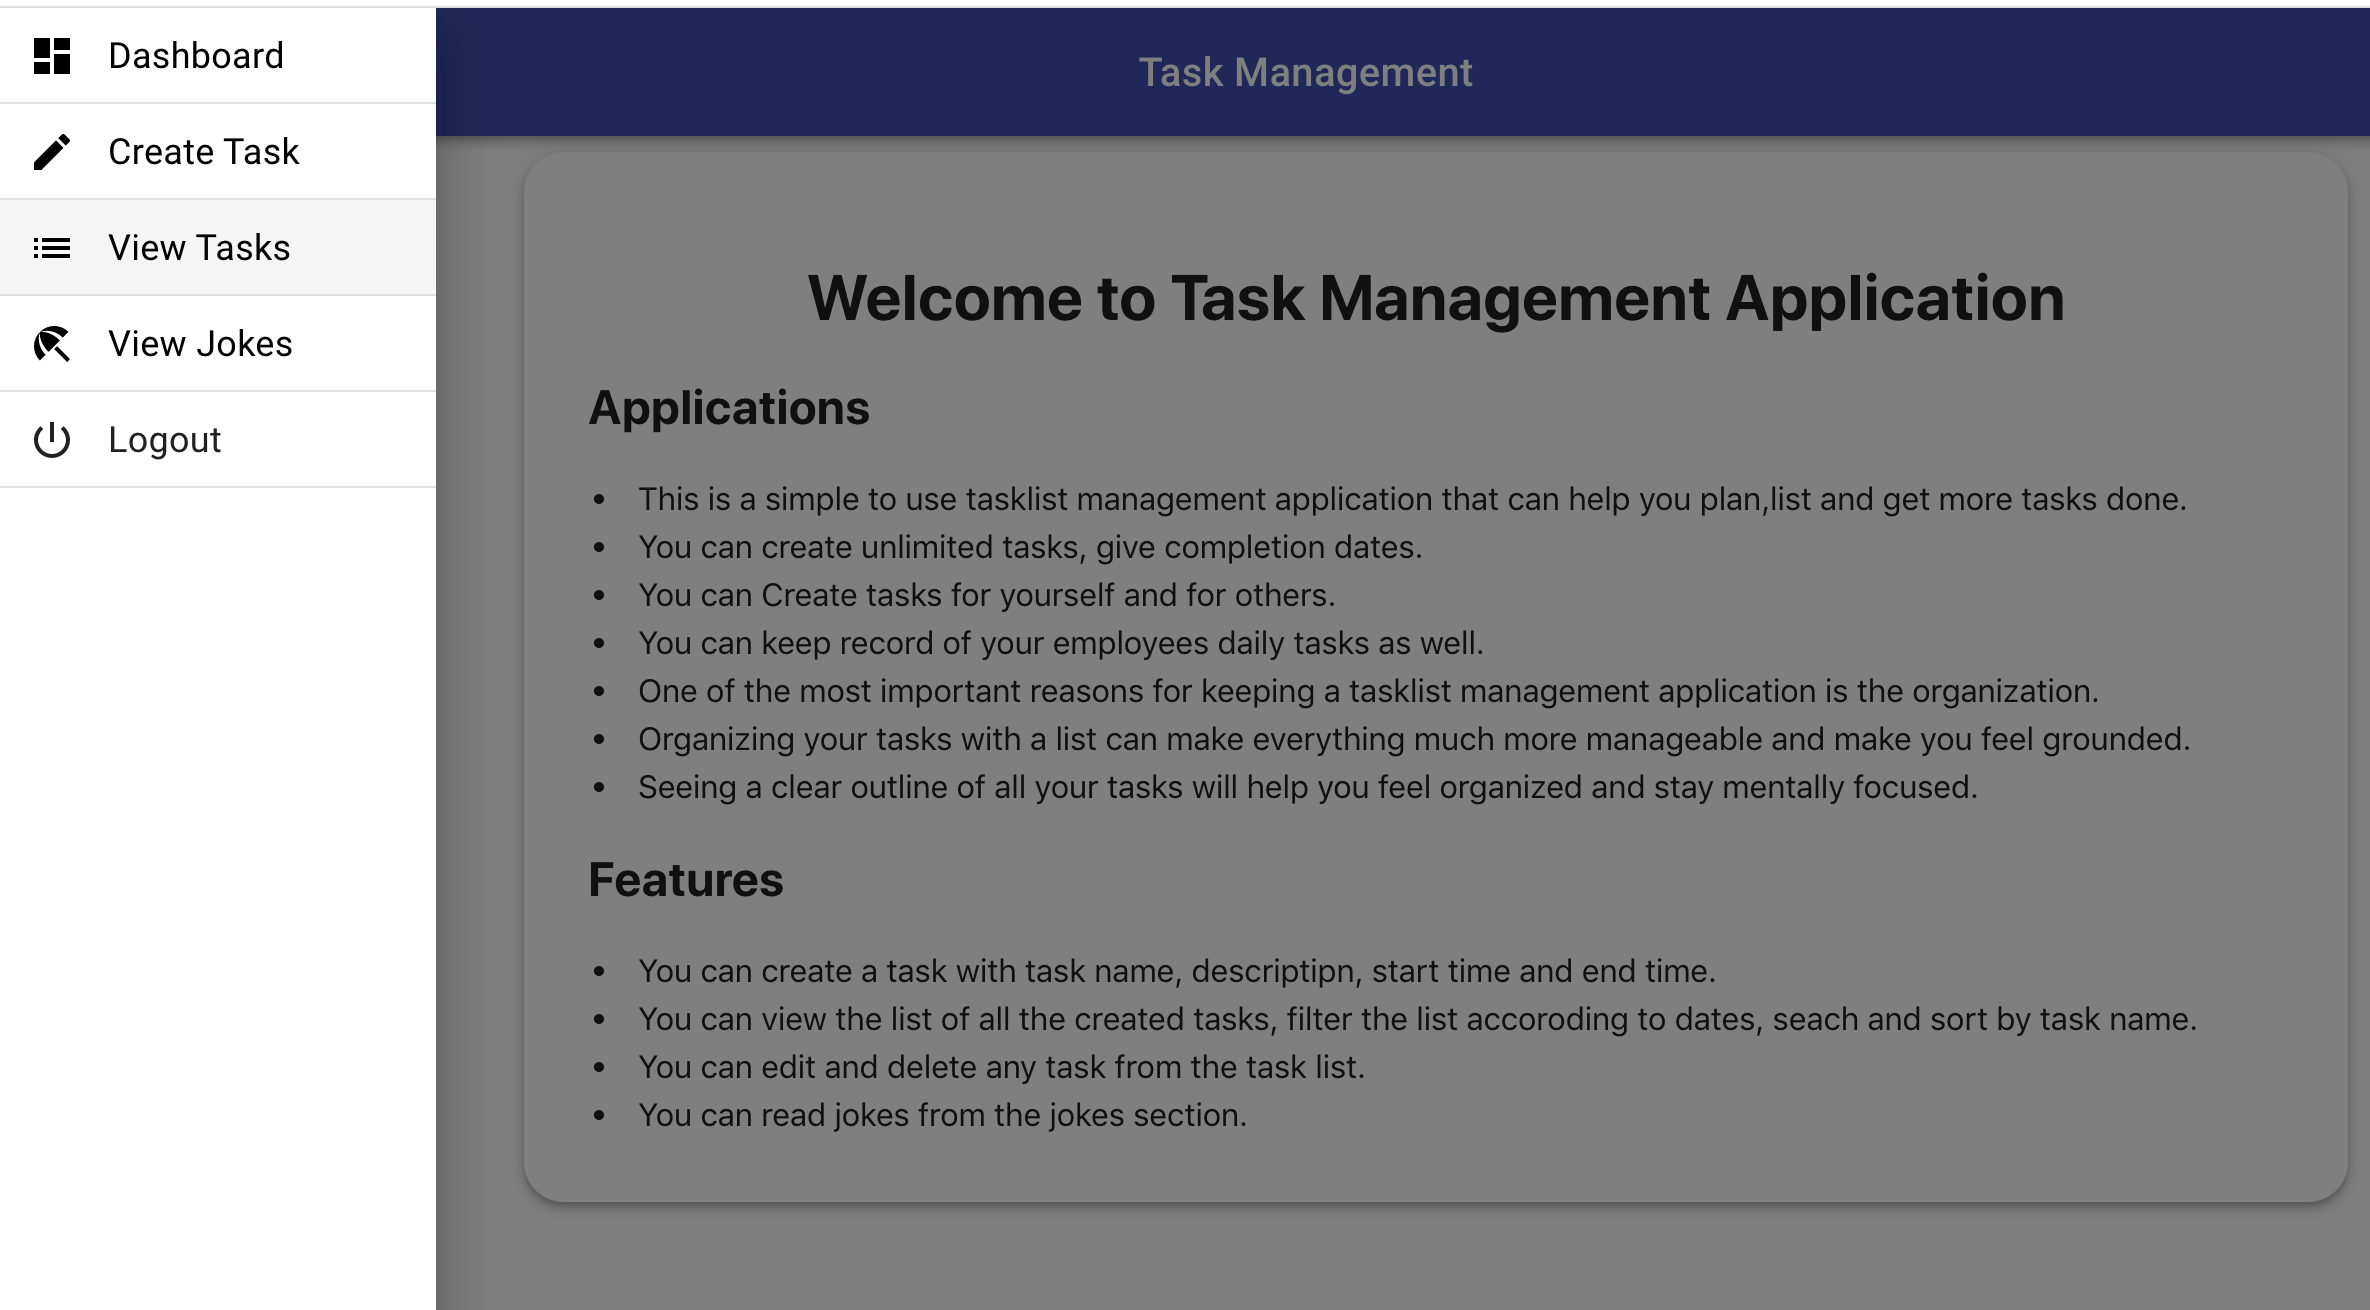 Dashboard
Create Task
View Tasks
View Jokes
Logout
Task Management
Welcome to Task Management Application
Applications
• This is a simple to use tasklist management application that can help you plan,list and get more tasks done.
• You can create unlimited tasks, give completion dates.
• You can Create tasks for yourself and for others.
• You can keep record of your employees daily tasks as well.
• One of the most important reasons for keeping a tasklist management application is the organization.
• Organizing your tasks with a list can make everything much more manageable and make you feel grounded.
• Seeing a clear outline of all your tasks will help you feel organized and stay mentally focused.
Features
• You can create a task with task name, descriptipn, start time and end time.
• You can view the list of all the created tasks, filter the list accoroding to dates, seach and sort by task name.
• You can edit and delete any task from the task list.
• You can read jokes from the jokes section.